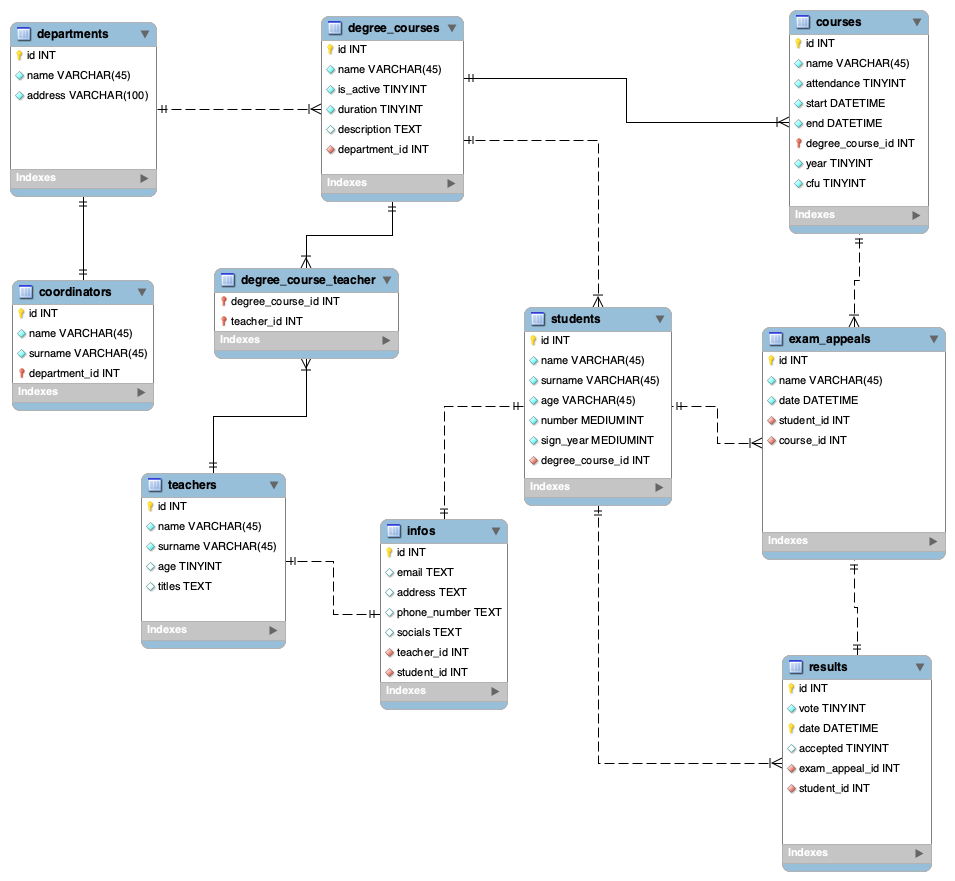 departments
id INT
name VARCHAR(45)
address VARCHAR(100)
Indexes
degree_courses
id INT
name VARCHAR(45)
is_active TINYINT
duration TINYINT
description TEXT
department_id INT
Indexes
courses
id INT
name VARCHAR(45)
attendance TINYINT
start DATETIME
end DATETIME
degree_course_id INT
year TINYINT
cfu TINYINT
Indexes
coordinators
id INT
name VARCHAR(45)
surname VARCHAR(45)
department_id INT
Indexes
degree_course_teacher
degree_course_id INT
teacher_id INT
Indexes
students
id INT
name VARCHAR(45)
surname VARCHAR(45)
age VARCHAR(45)
number MEDIUMINT
sign_year MEDIUMINT
degree_course_id INT
Indexes
exam_appeals
id INT
name VARCHAR(45)
date DATETIME
student_id INT
course_id INT
Indexes
teachers
id INT
name VARCHAR(45)
surname VARCHAR(45)
age TINYINT
titles TEXT
Indexes
infos
id INT
email TEXT
address TEXT
phone_number TEXT
socials TEXT
teacher_id INT
student_id INT
Indexes
results
id INT
vote TINYINT
date DATETIME
accepted TINYINT
exam_appeal_id INT
student_id INT
Indexes